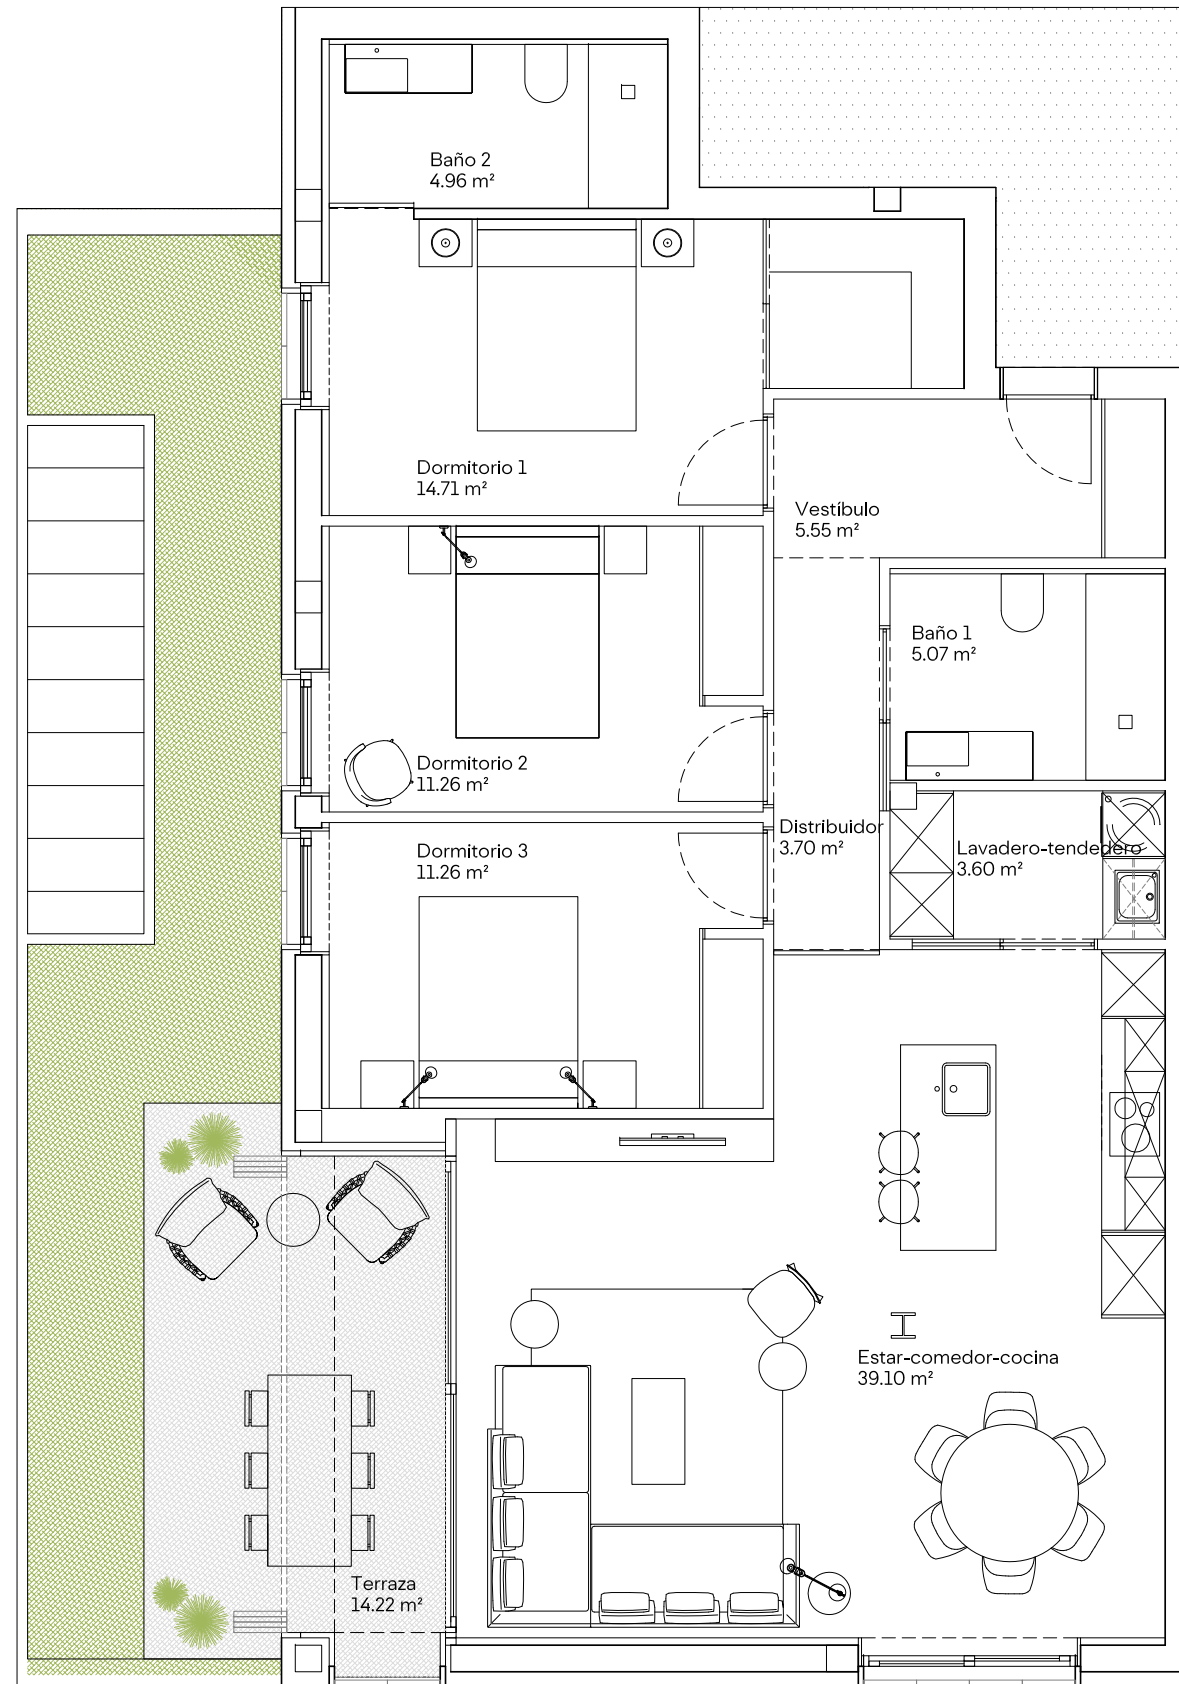 Baño 2
4.96 m²
Dormitorio 1
14.71 m²
Vestíbulo
5.55 m²
Baño 1
5.07 m²
Dormitorio 2
11.26 m²
Distribuidor
3.70 m²
Lavadero-tendedero
3.60 m²
Dormitorio 3
11.26 m²
Estar-comedor-cocina
39.10 m²
Terraza
14.22 m²